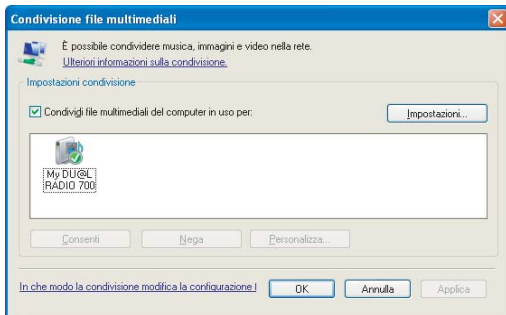 Condivisione file multimediali
È possibile condividere musica, immagini e video nella rete.
Ulteriori informazioni sulla condivisione.
Impostazioni condivisione
Condividi file multimediali del computer in uso per:
Impostazioni...
My DU@L
RADIO 700
Consenti
Nega
Personalizza...
In che modo la condivisione modifica la configurazione
OK
Annulla
Applica